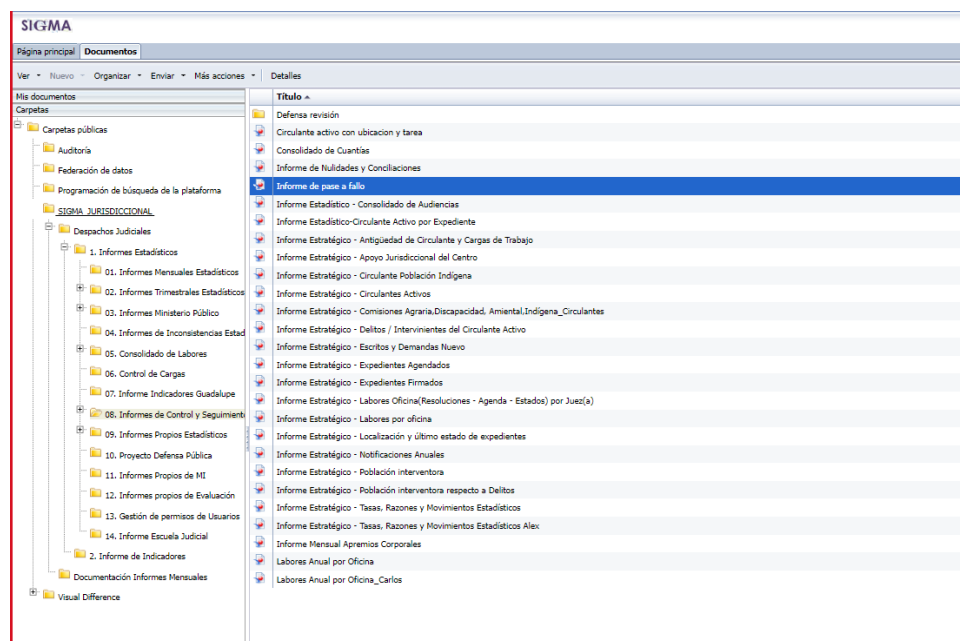 SIGMA
Página principal Documentos
Ver Nuevo Organizar Enviar Más acciones Detalles
Mis documentos
Carpetas
Carpetas públicas
Auditoría
Federación de datos
Programación de búsqueda de la plataforma
SIGMA JURISDICCIONAL
Despachos Judiciales
1. Informes Estadísticos
01. Informes Mensuales Estadísticos
02. Informes Trimestrales Estadísticos
03. Informes Ministerio Público
04. Informes de Inconsistencias Estad
05. Consolidado de Labores
06. Control de Cargas
07. Informe Indicadores Guadalupe
08. Informes de Control y Seguimient
09. Informes Propios Estadísticos
10. Proyecto Defensa Pública
11. Informes Propios de MI
12. Informes propios de Evaluación
13. Gestión de permisos de Usuarios
14. Informe Escuela Judicial
2. Informe de Indicadores
Documentación Informes Mensuales
Visual Difference
Título
Defensa revisión
Circulante activo con ubicacion y tarea
Consolidado de Cuantías
Informe de Nulidades y Conciliaciones
Informe de pase a fallo
Informe Estadístico - Consolidado de Audiencias
Informe Estadístico-Circulante Activo por Expediente
Informe Estratégico - Antigüedad de Circulante y Cargas de Trabajo
Informe Estratégico - Apoyo Jurisdiccional del Centro
Informe Estratégico - Circulante Población Indígena
Informe Estratégico - Circulantes Activos
Informe Estratégico - Comisiones Agraria,Discapacidad, Amiental,Indígena_Circulantes
Informe Estratégico - Delitos / Intervinientes del Circulante Activo
Informe Estratégico - Escritos y Demandas Nuevo
Informe Estratégico - Expedientes Agendados
Informe Estratégico - Expedientes Firmados
Informe Estratégico - Labores Oficina(Resoluciones - Agenda - Estados) por Juez(a)
Informe Estratégico - Labores por oficina
Informe Estratégico - Localización y último estado de expedientes
Informe Estratégico - Notificaciones Anuales
Informe Estratégico - Población interventora
Informe Estratégico - Población interventora respecto a Delitos
Informe Estratégico - Tasas, Razones y Movimientos Estadísticos
Informe Estratégico - Tasas, Razones y Movimientos Estadísticos Alex
Informe Mensual Apremios Corporales
Labores Anual por Oficina
Labores Anual por Oficina_Carlos